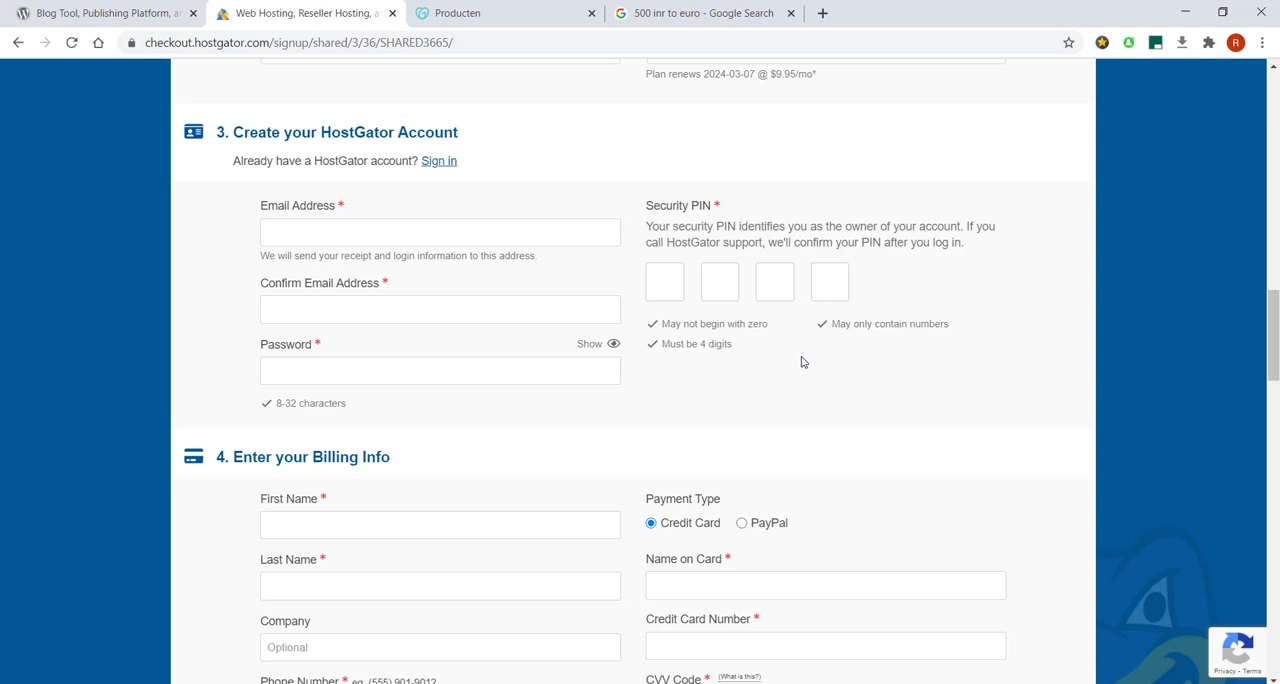 Blog Tool, Publishing Platform, a
Web Hosting, Reseller Hosting, a
Producten
500 inr to euro - Google Search
checkout.hostgator.com/signup/shared/3/36/SHARED3665/
R
Plan renews 2024-03-07 @ $9.95/mo*
3. Create your HostGator Account
Already have a HostGator account? Sign in
Email Address *
We will send your receipt and login information to this address.
Confirm Email Address *
Password *
Show
8-32 characters
Security PIN *
Your security PIN identifies you as the owner of your account. If you
call HostGator support, we'll confirm your PIN after you log in.
May not begin with zero
May only contain numbers
Must be 4 digits
4. Enter your Billing Info
First Name *
Last Name *
Company
Optional
Phone Number * eg. (555) 901-9012
Payment Type
Credit Card
PayPal
Name on Card *
Credit Card Number *
CVV Code * (What is this?)
Privacy - Terms